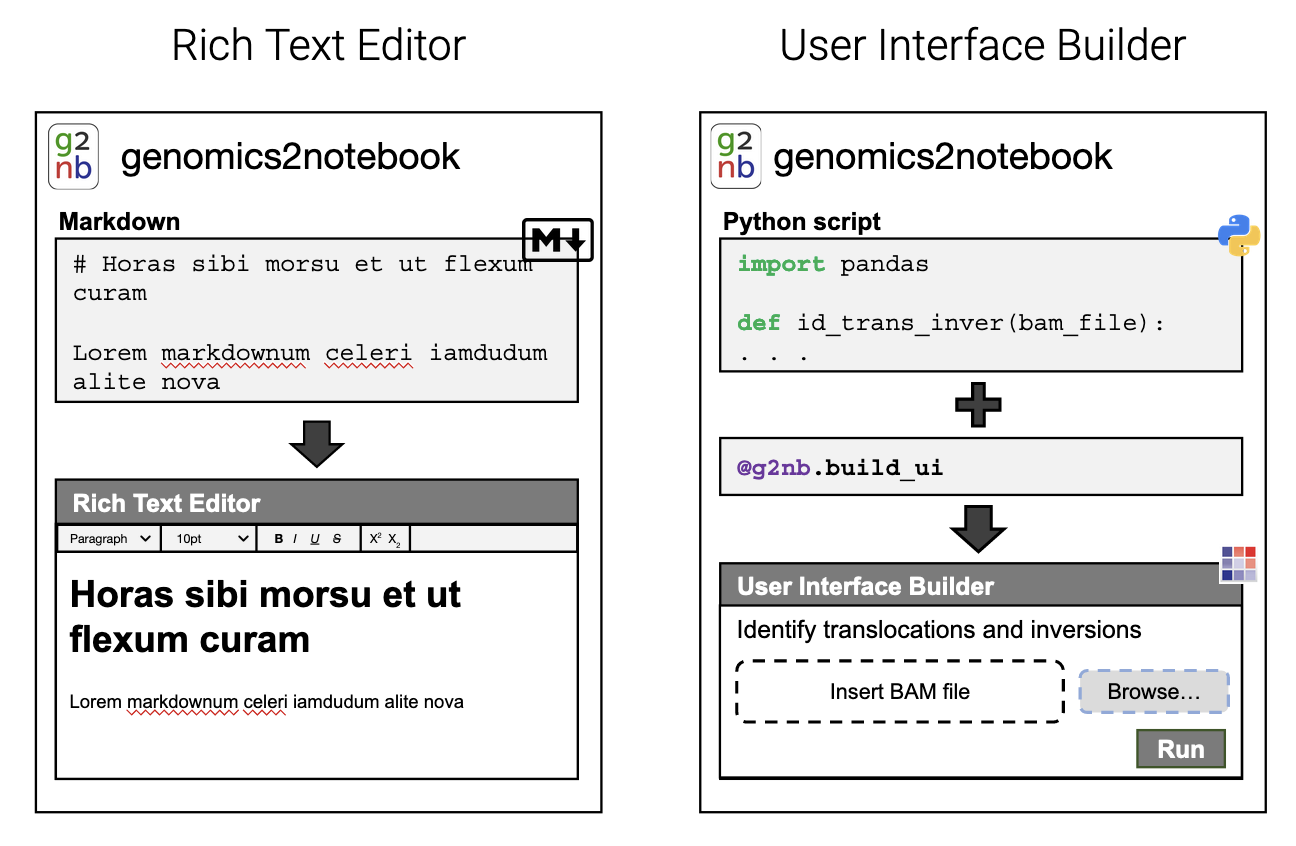 Rich Text Editor
g2
nb
genomics2notebook
Markdown
M
# Horas sibi morsu et ut flexum
curam
Lorem markdownum celeri iamdudum
alite nova
Rich Text Editor
Paragraph
10pt
B I U S
X2 X2
Horas sibi morsu et ut
flexum curam
Lorem markdownum celeri iamdudum alite nova
User Interface Builder
g2
nb
genomics2notebook
Python script
import pandas
def id_trans_inver(bam_file):
. . .
@g2nb.build_ui
User Interface Builder
Identify translocations and inversions
Insert BAM file
Browse...
Run